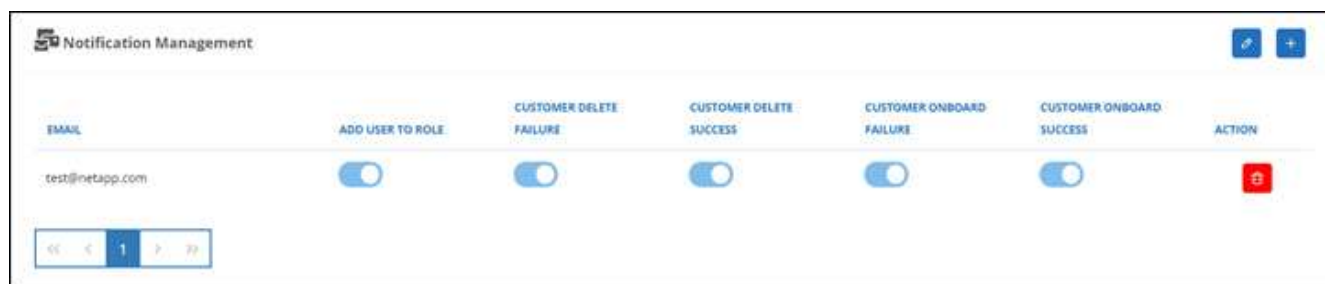 Notification Management
EMAIL
ADD USER TO ROLE
CUSTOMER DELETE
FAILURE
CUSTOMER DELETE
SUCCESS
CUSTOMER ONBOARD
FAILURE
CUSTOMER ONBOARD
SUCCESS
ACTION
test@netapp.com
<< < 1 > >>